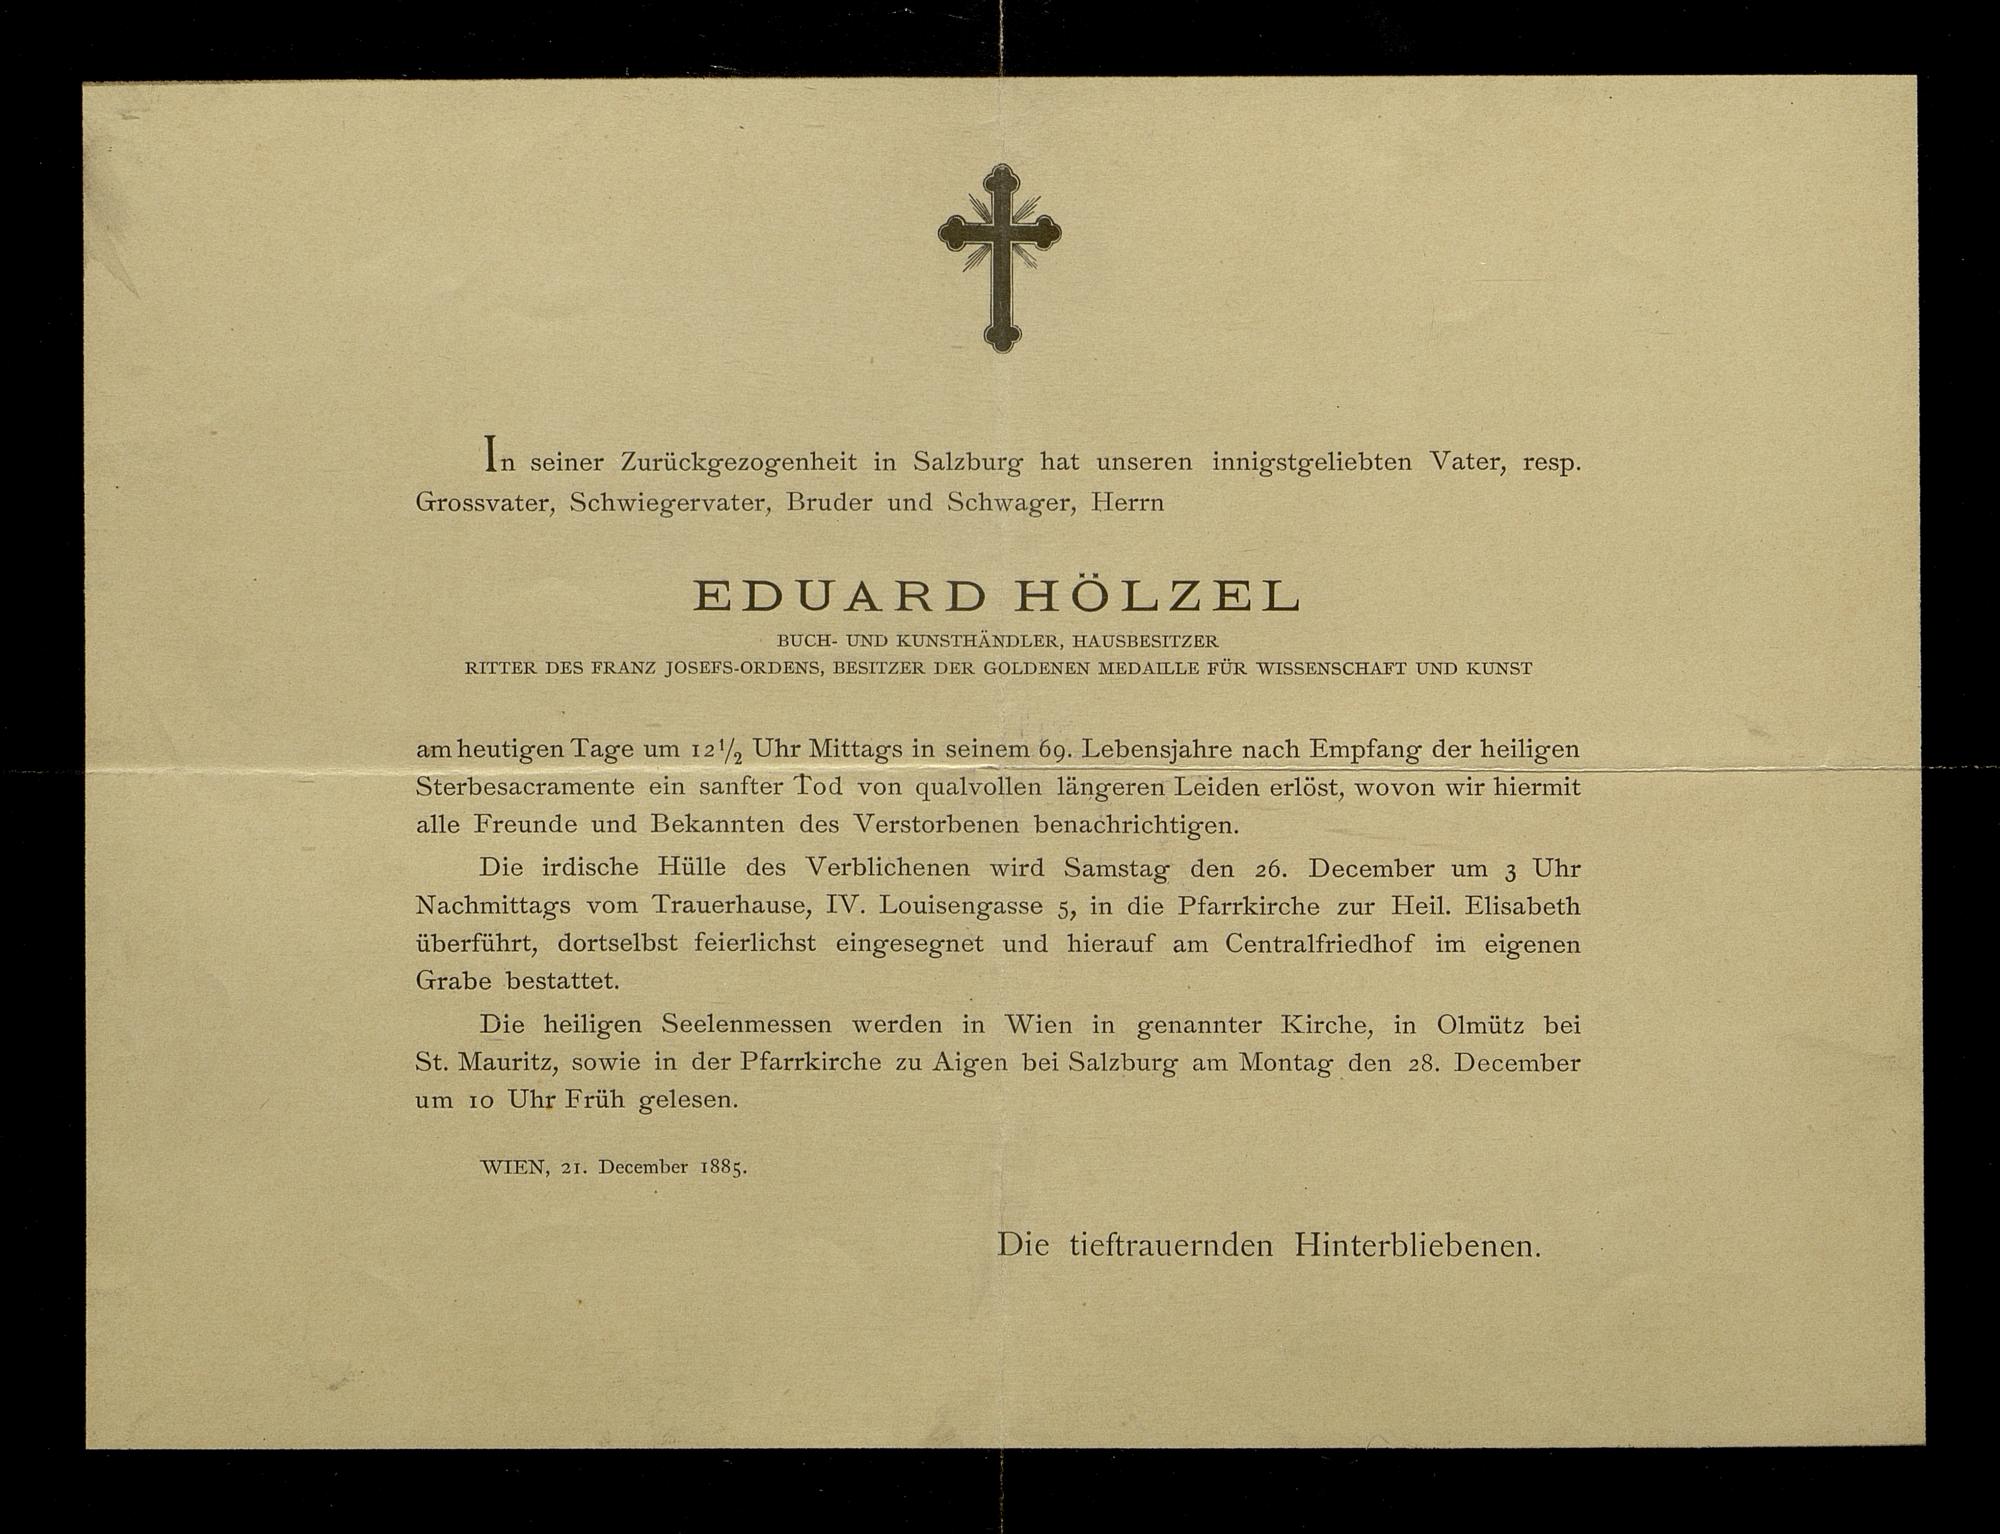 In seiner Zurückgezogenheit in Salzburg hat unseren innigstgeliebten Vater, resp.
Grossvater, Schwiegervater, Bruder und Schwager, Herrn
EDUARD HÖLZEL
BUCH- UND KUNSTHÄNDLER, HAUSBESITZER
RITTER DES FRANZ JOSEFS-ORDENS, BESITZER DER GOLDENEN MEDAILLE FÜR WISSENSCHAFT UND KUNST
am heutigen Tage um 12 1/2 Uhr Mittags in seinem 69. Lebensjahre nach Empfang der heiligen
Sterbesacramente ein sanfter Tod von qualvollen längeren Leiden erlöst, wovon wir hiermit
alle Freunde und Bekannten des Verstorbenen benachrichtigen.
Die irdische Hülle des Verblichenen wird Samstag den 26. December um 3 Uhr
Nachmittags vom Trauerhause, IV. Louisengasse 5, in die Pfarrkirche zur Heil. Elisabeth
überführt, dortselbst feierlichst eingesegnet und hierauf am Centralfriedhof im eigenen
Grabe bestattet.
Die heiligen Seelenmessen werden in Wien in genannter Kirche, in Olmütz bei
St. Mauritz, sowie in der Pfarrkirche zu Aigen bei Salzburg am Montag den 28. December
um 10 Uhr Früh gelesen.
WIEN, 21. December 1885.
Die tieftrauernden Hinterbliebenen.